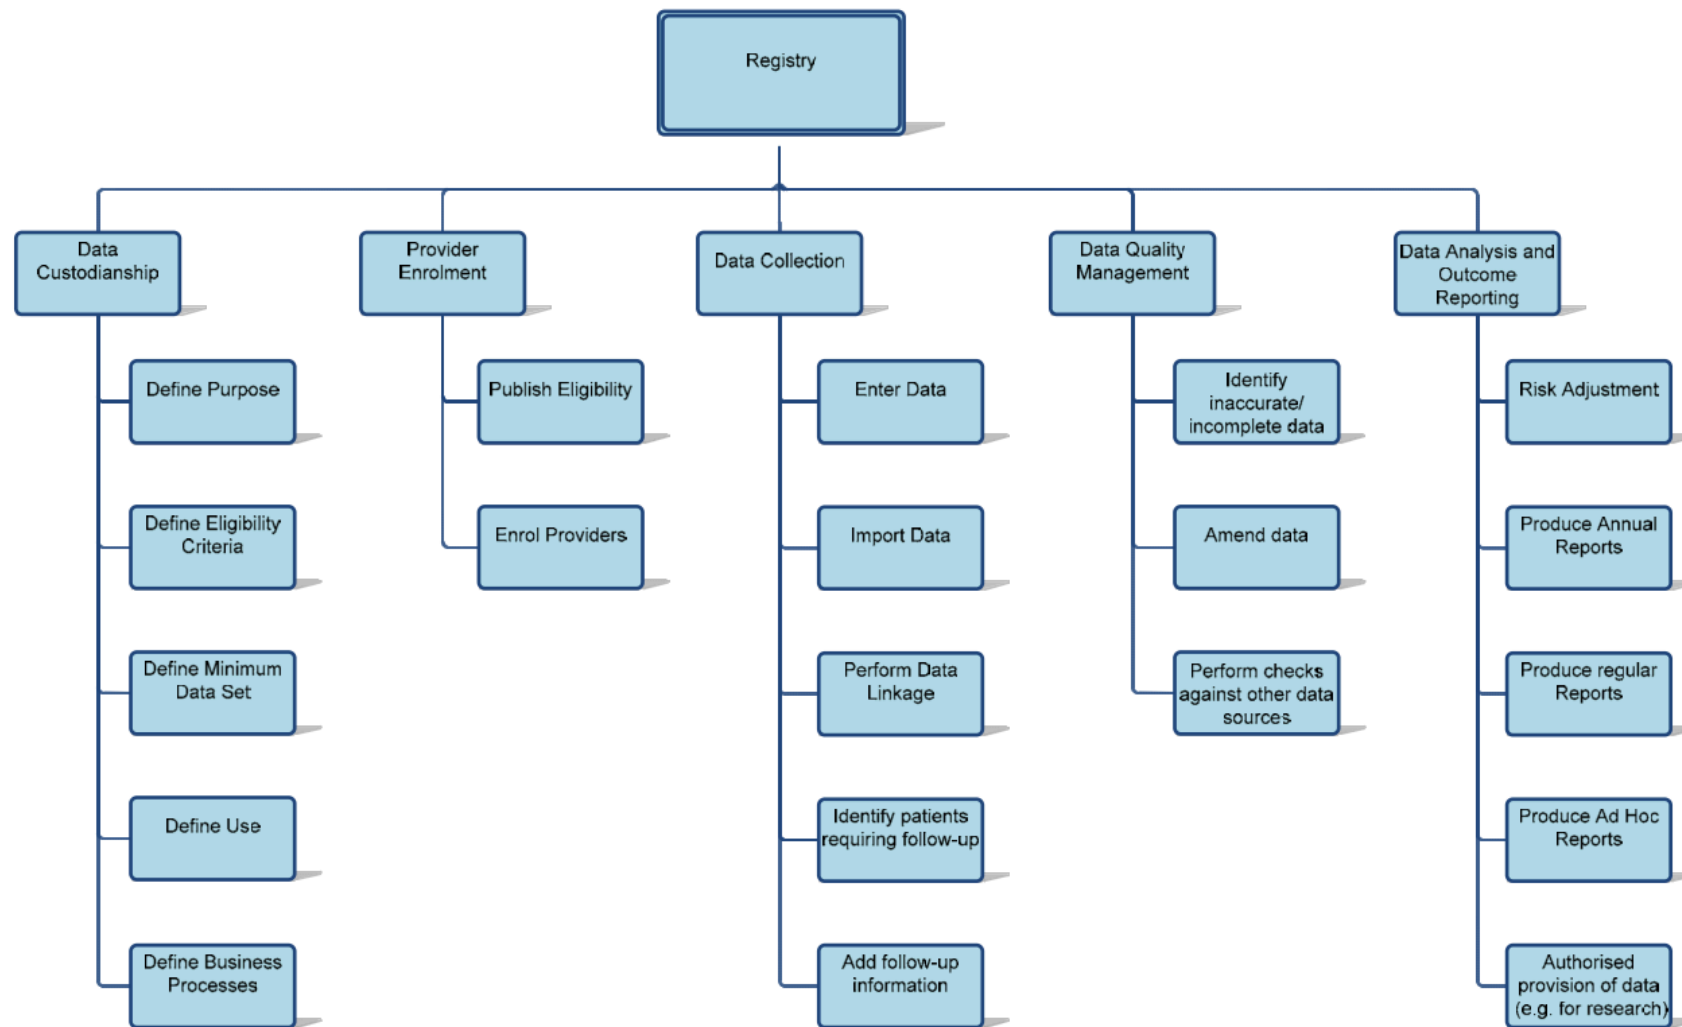 Registry
Data
Custodianship
Provider
Enrolment
Data Collection
Data Quality
Management
Data Analysis and
Outcome
Reporting
Define Purpose
Define Eligibility
Criteria
Define Minimum
Data Set
Define Use
Define Business
Processes
Publish Eligibility
Enrol Providers
Enter Data
Import Data
Perform Data
Linkage
Identify patients
requiring follow-up
Add follow-up
information
Identify
inaccurate/
incomplete data
Amend data
Perform checks
against other data
sources
Risk Adjustment
Produce Annual
Reports
Produce regular
Reports
Produce Ad Hoc
Reports
Authorised
provision of data
(e.g. for research)